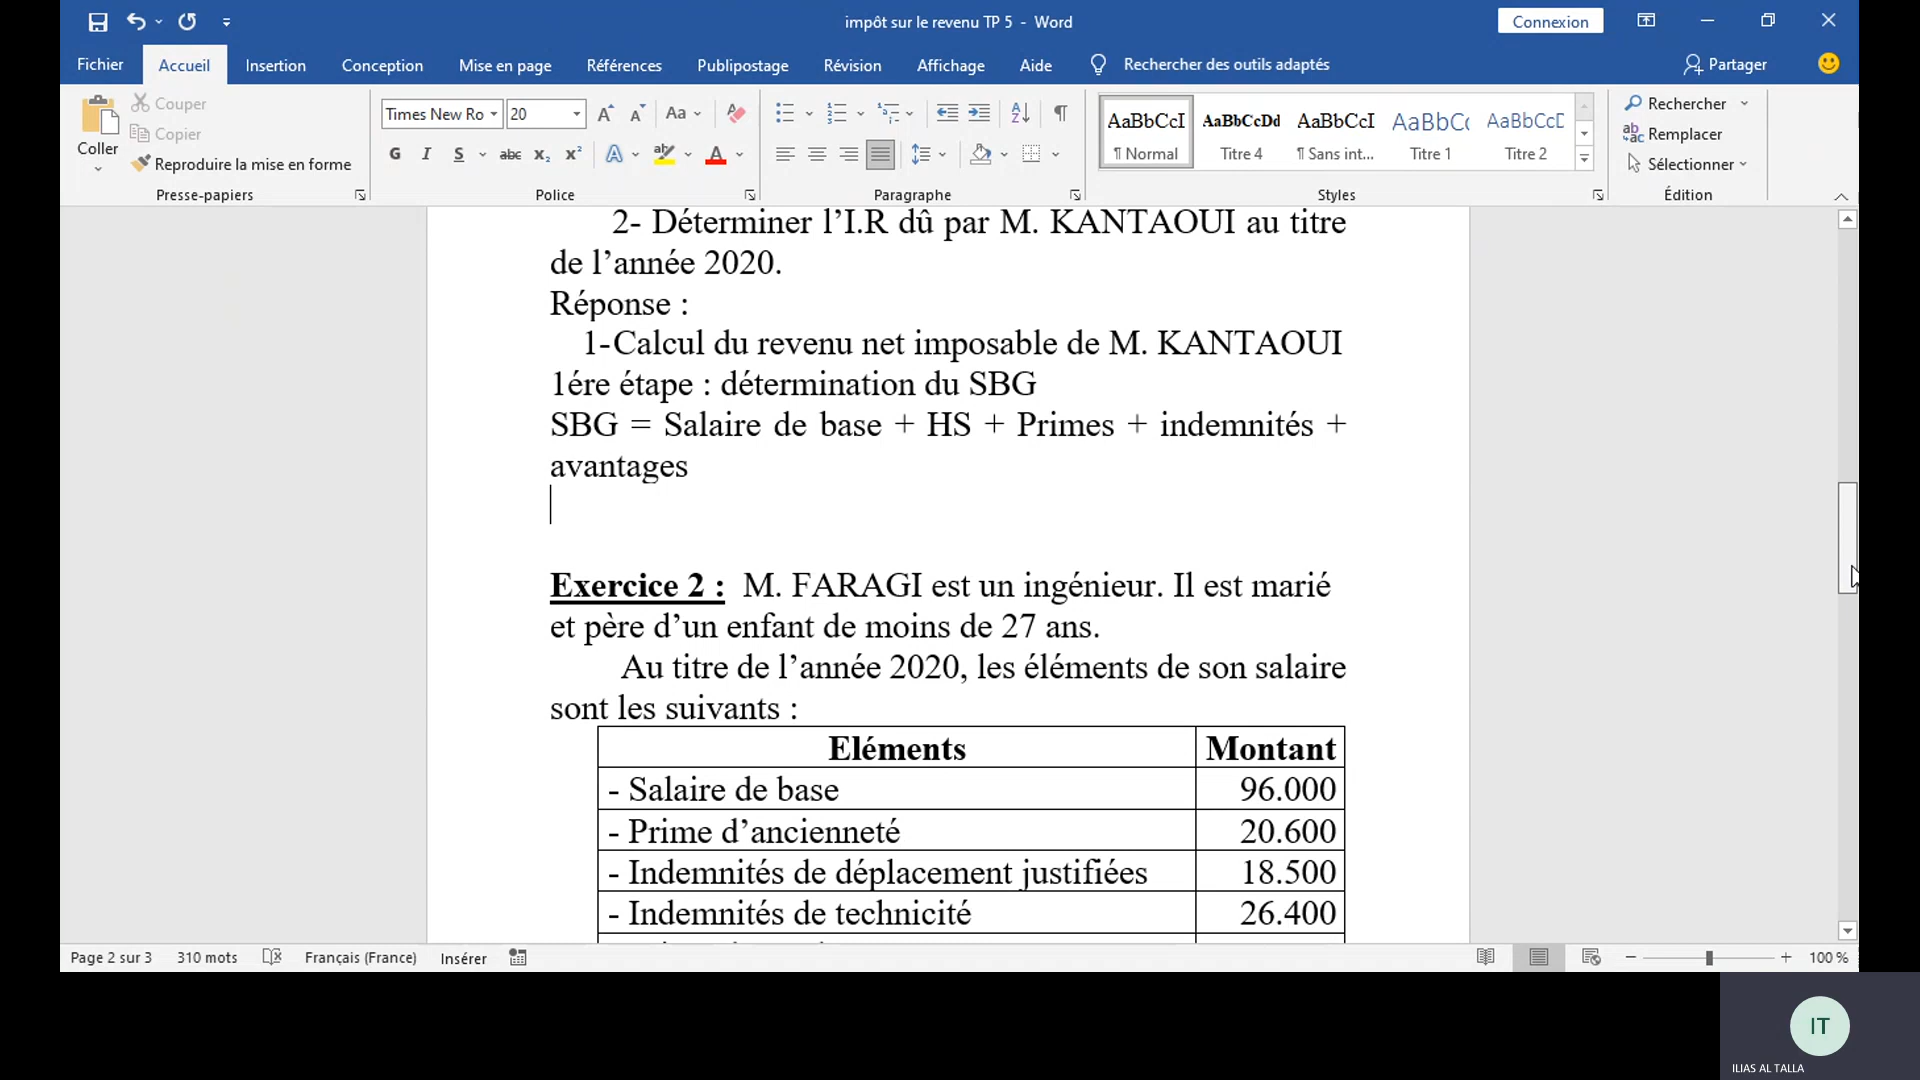 impôt sur le revenu TP 5 - Word
Connexion
Fichier
Accueil
Insertion
Conception
Mise en page
Références
Publipostage
Révision
Affichage
Aide
Rechercher des outils adaptés
Partager
Coller
Couper
Copier
Reproduire la mise en forme
Presse-papiers
Times New Ro
20
Aa
G I S abc x₂ x² A ab A
Police
Paragraphe
AaBbCcI
¶ Normal
AaBbCcDd
Titre 4
AaBbCcI
¶ Sans int...
AaBbC
Titre 1
AaBbCcD
Titre 2
Styles
Rechercher
Remplacer
Sélectionner
Édition
2- Déterminer l’I.R dû par M. KANTAOUI au titre
de l’année 2020.
Réponse :
1-Calcul du revenu net imposable de M. KANTAOUI
1ére étape : détermination du SBG
SBG = Salaire de base + HS + Primes + indemnités +
avantages
Exercice 2 : M. FARAGI est un ingénieur. Il est marié
et père d’un enfant de moins de 27 ans.
Au titre de l’année 2020, les éléments de son salaire
sont les suivants :
Eléments Montant
- Salaire de base 96.000
- Prime d’ancienneté 20.600
- Indemnités de déplacement justifiées 18.500
- Indemnités de technicité 26.400
Page 2 sur 3
310 mots
Français (France)
Insérer
100 %
IT
ILIAS AL TALLA